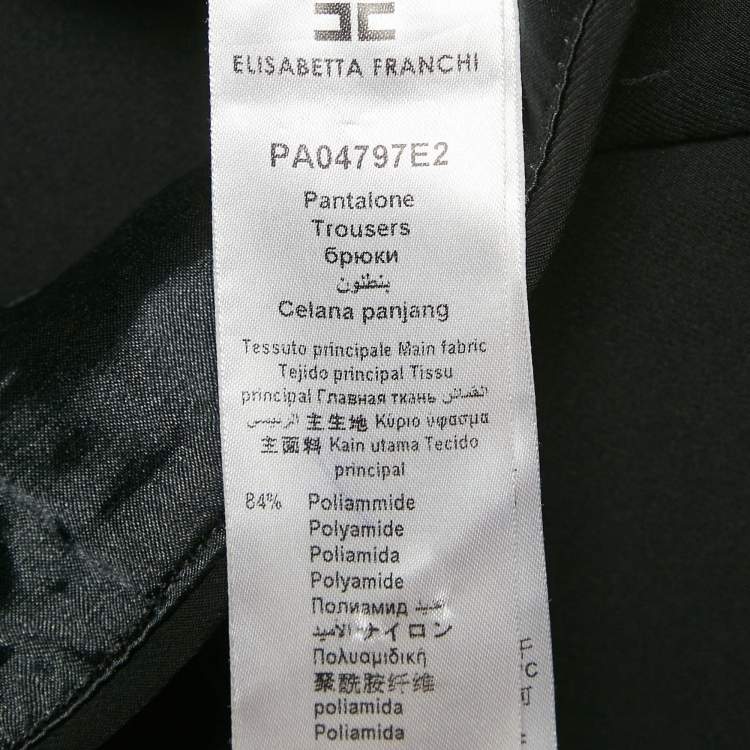 ELISABETTA FRANCHI
PA04797E2
Pantalone
Trousers
брюки
بنطلون
Celana panjang
Tessuto principale Main fabric
Tejido principal Tissu
principal Главная ткань القماش
الرئيسي 主生地 Κύριο ύφασμα
主面料 Kain utama Tecido
principal
84% Poliammide
Polyamide
Poliamida
Polyamide
Полиамид
ナイロン
Πολυαμιδική
聚酰胺纤维
poliamida
Poliamida